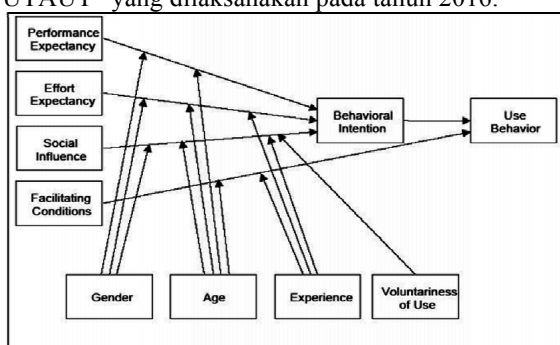 UTAUT" yang dilaksanakan pada tahun 2016.
Performance
Expectancy
Effort
Expectancy
Social
Influence
Facilitating
Conditions
Behavioral
Intention
Use
Behavior
Gender
Age
Experience
Voluntariness
of Use